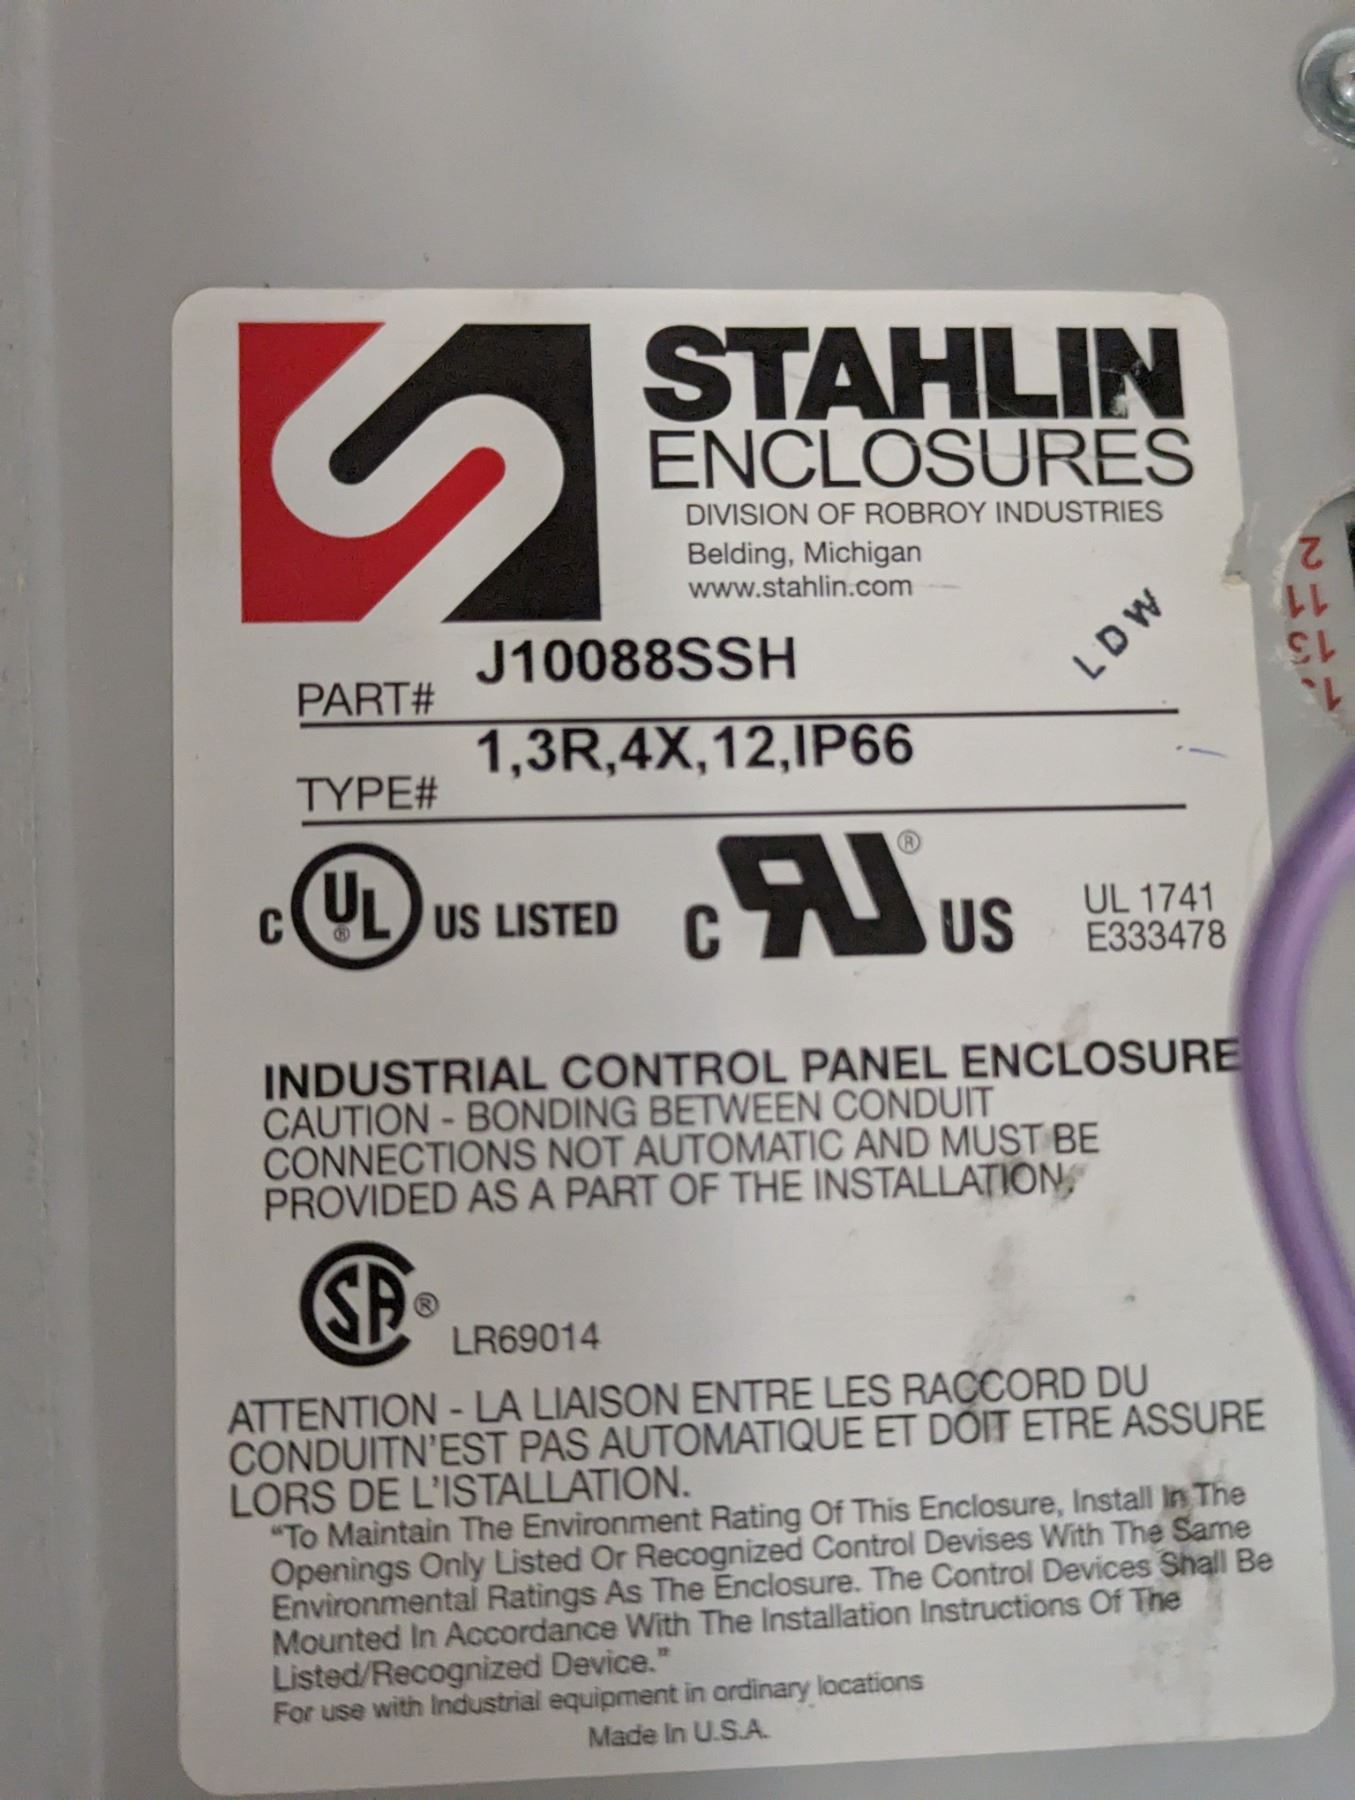 STAHLIN
ENCLOSURES
DIVISION OF ROBROY INDUSTRIES
Belding, Michigan
www.stahlin.com
LDW
PART# J10088SSH
TYPE# 1,3R,4X,12,IP66
C UL ® US LISTED
C RU ® US
UL 1741
E333478
INDUSTRIAL CONTROL PANEL ENCLOSURE
CAUTION - BONDING BETWEEN CONDUIT
CONNECTIONS NOT AUTOMATIC AND MUST BE
PROVIDED AS A PART OF THE INSTALLATION.
SA ®
LR69014
ATTENTION - LA LIAISON ENTRE LES RACCORD DU
CONDUITN'EST PAS AUTOMATIQUE ET DOIT ETRE ASSURE
LORS DE L'ISTALLATION.
“To Maintain The Environment Rating Of This Enclosure, Install In The
Openings Only Listed Or Recognized Control Devises With The Same
Environmental Ratings As The Enclosure. The Control Devices Shall Be
Mounted In Accordance With The Installation Instructions Of The
Listed/Recognized Device.”
For use with Industrial equipment in ordinary locations
Made In U.S.A.
2
11
13